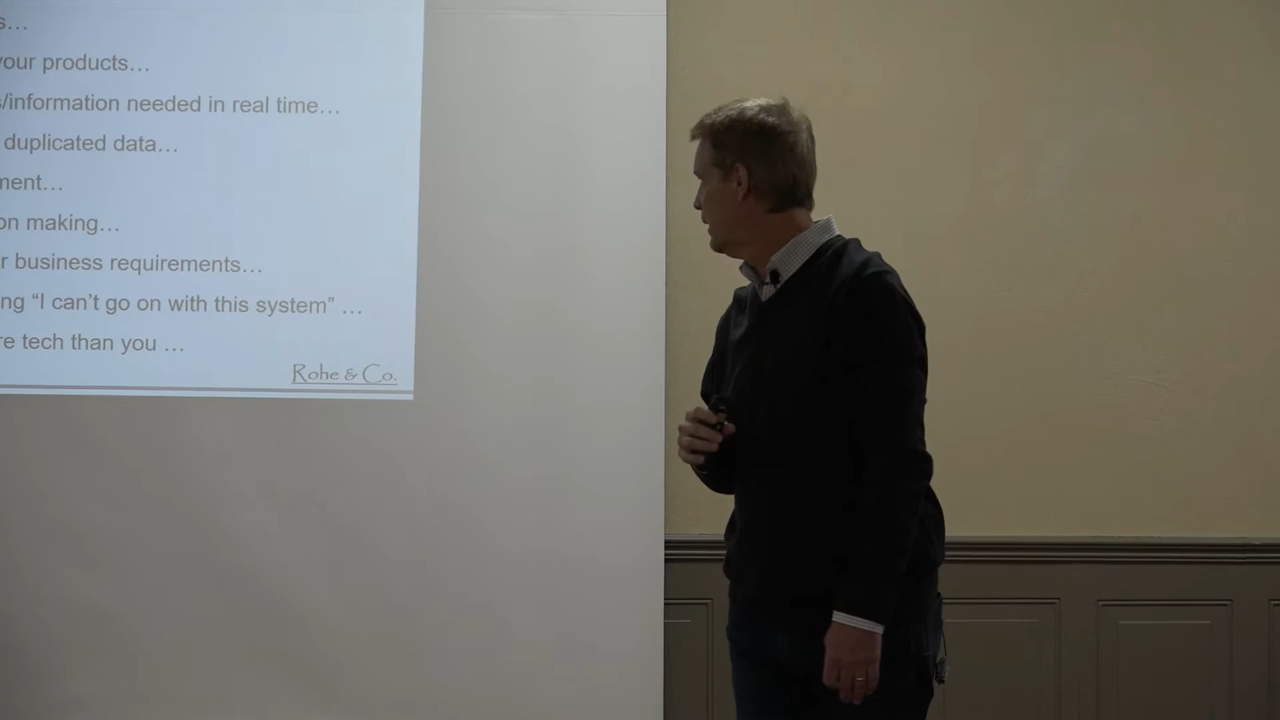 s…
your products…
s/information needed in real time…
duplicated data…
ment…
on making…
r business requirements…
ng “I can’t go on with this system” …
re tech than you …
Rohe & Co.